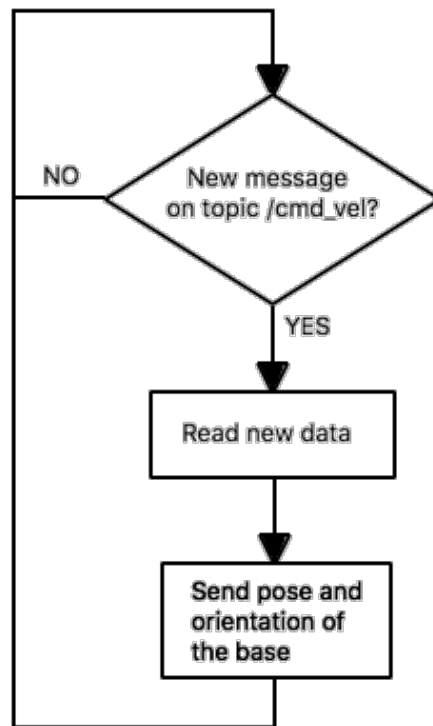 New message
on topic /cmd_vel?
NO
YES
Read new data
Send pose and
orientation of
the base